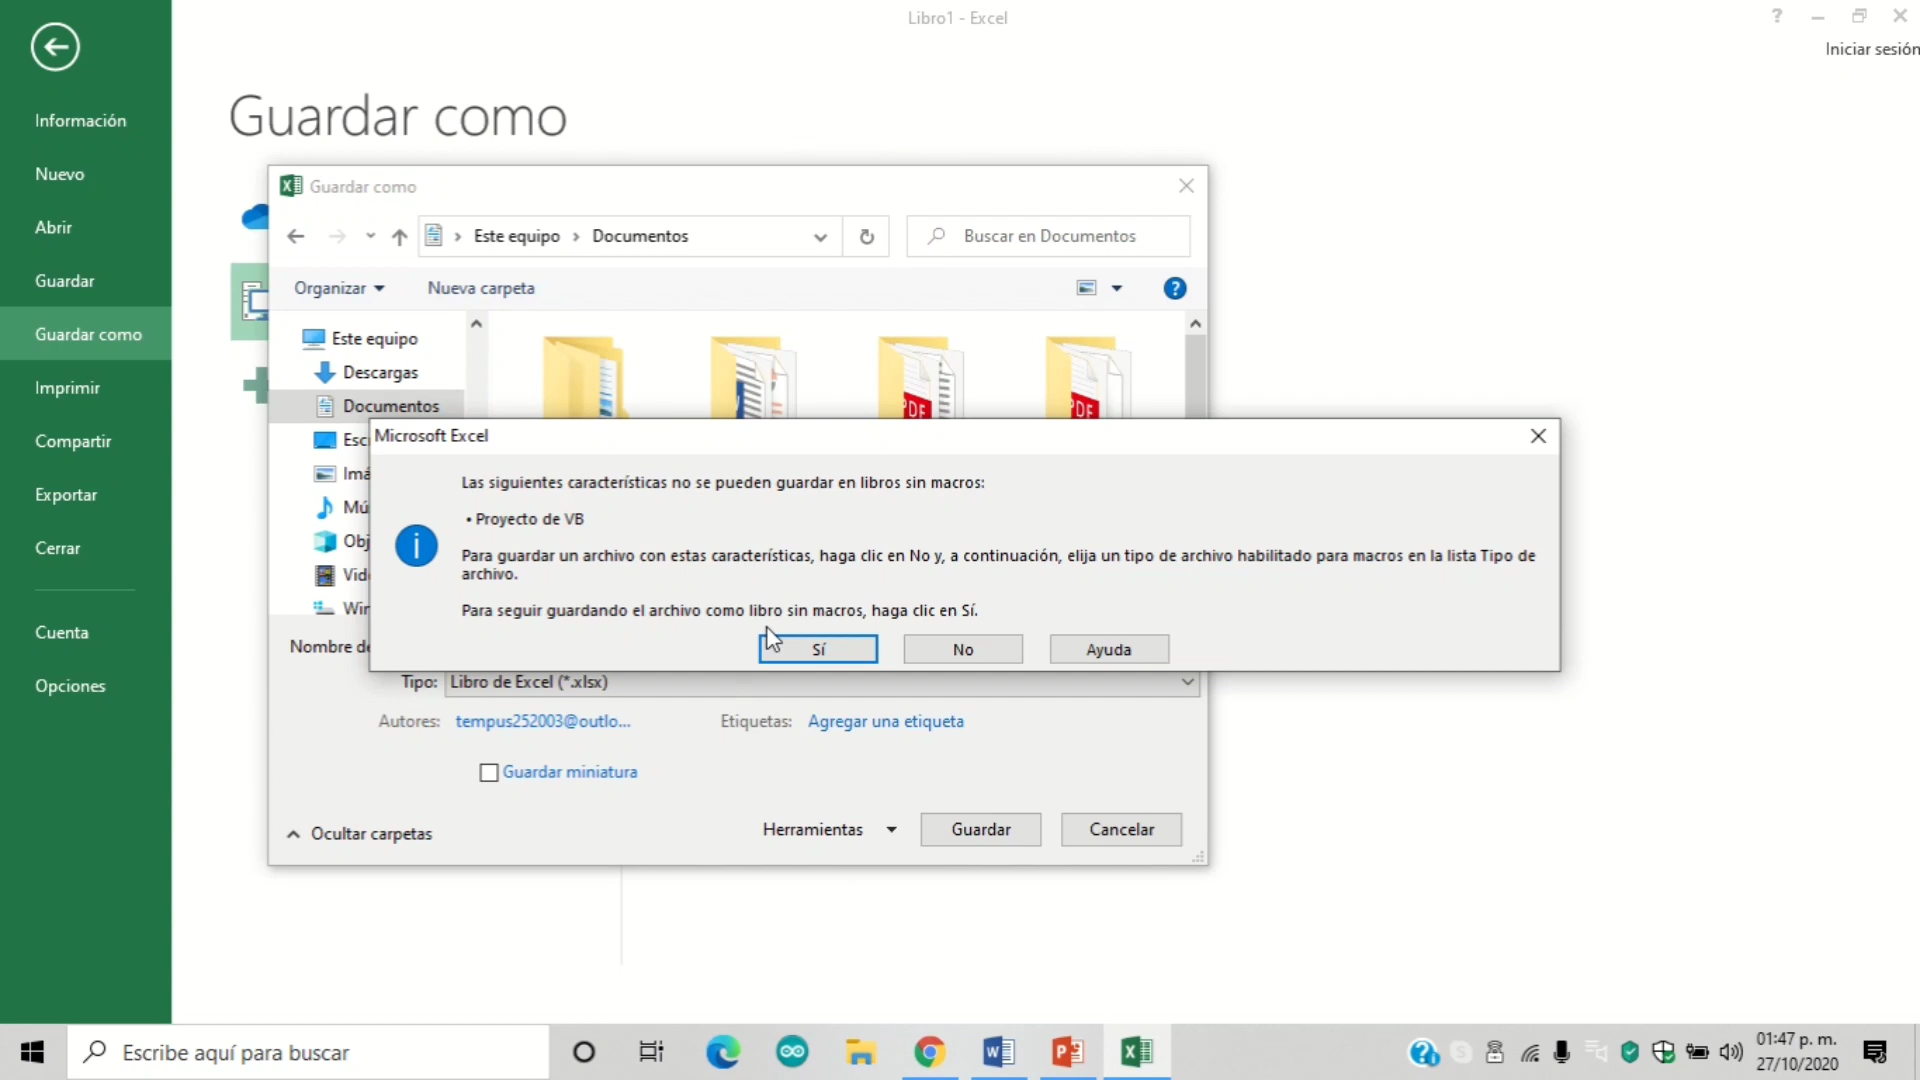 Libro1 - Excel
?
Iniciar sesión
Información
Nuevo
Abrir
Guardar
Guardar como
Imprimir
Compartir
Exportar
Cerrar
Cuenta
Opciones
Guardar como
Guardar como
Este equipo > Documentos
Buscar en Documentos
Organizar
Nueva carpeta
?
Este equipo
Descargas
Documentos
PDF
PDF
Microsoft Excel
Las siguientes características no se pueden guardar en libros sin macros:
• Proyecto de VB
Para guardar un archivo con estas características, haga clic en No y, a continuación, elija un tipo de archivo habilitado para macros en la lista Tipo de
archivo.
Para seguir guardando el archivo como libro sin macros, haga clic en Sí.
Sí
No
Ayuda
Tipo: Libro de Excel (*.xlsx)
Autores: tempus252003@outlo...
Etiquetas: Agregar una etiqueta
Guardar miniatura
Ocultar carpetas
Herramientas
Guardar
Cancelar
Escribe aquí para buscar
01:47 p. m.
27/10/2020